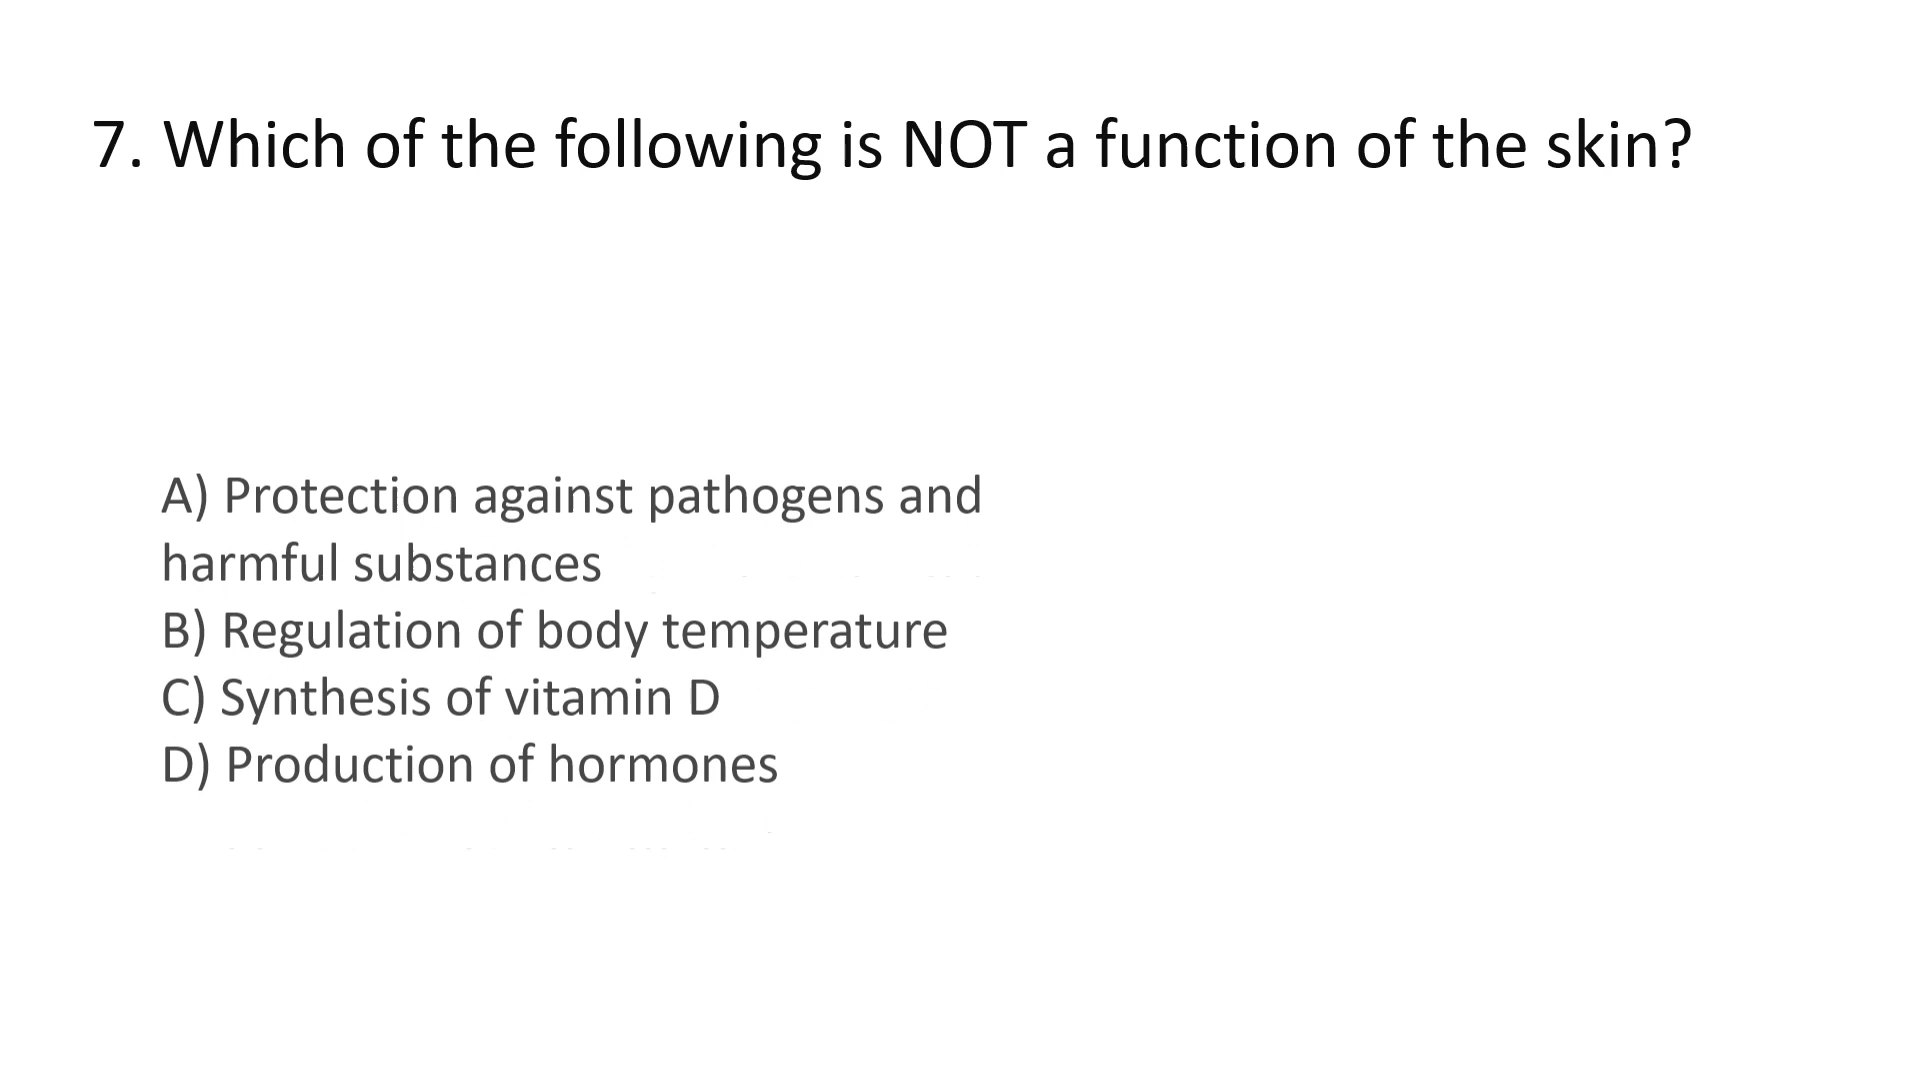 7. Which of the following is NOT a function of the skin?
A) Protection against pathogens and
harmful substances
B) Regulation of body temperature
C) Synthesis of vitamin D
D) Production of hormones